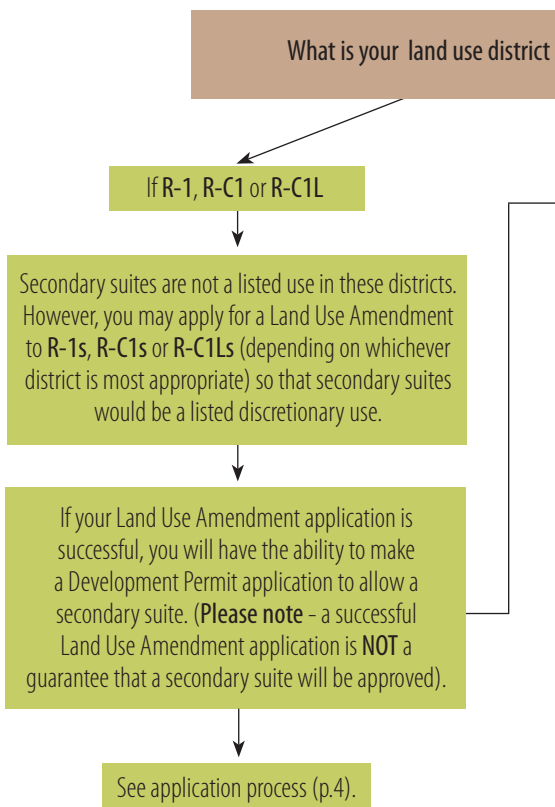 What is your land use district
If R-1, R-C1 or R-C1L
Secondary suites are not a listed use in these districts.
However, you may apply for a Land Use Amendment
to R-1s, R-C1s or R-C1Ls (depending on whichever
district is most appropriate) so that secondary suites
would be a listed discretionary use.
If your Land Use Amendment application is
successful, you will have the ability to make
a Development Permit application to allow a
secondary suite. (Please note - a successful
Land Use Amendment application is NOT a
guarantee that a secondary suite will be approved).
See application process (p.4).